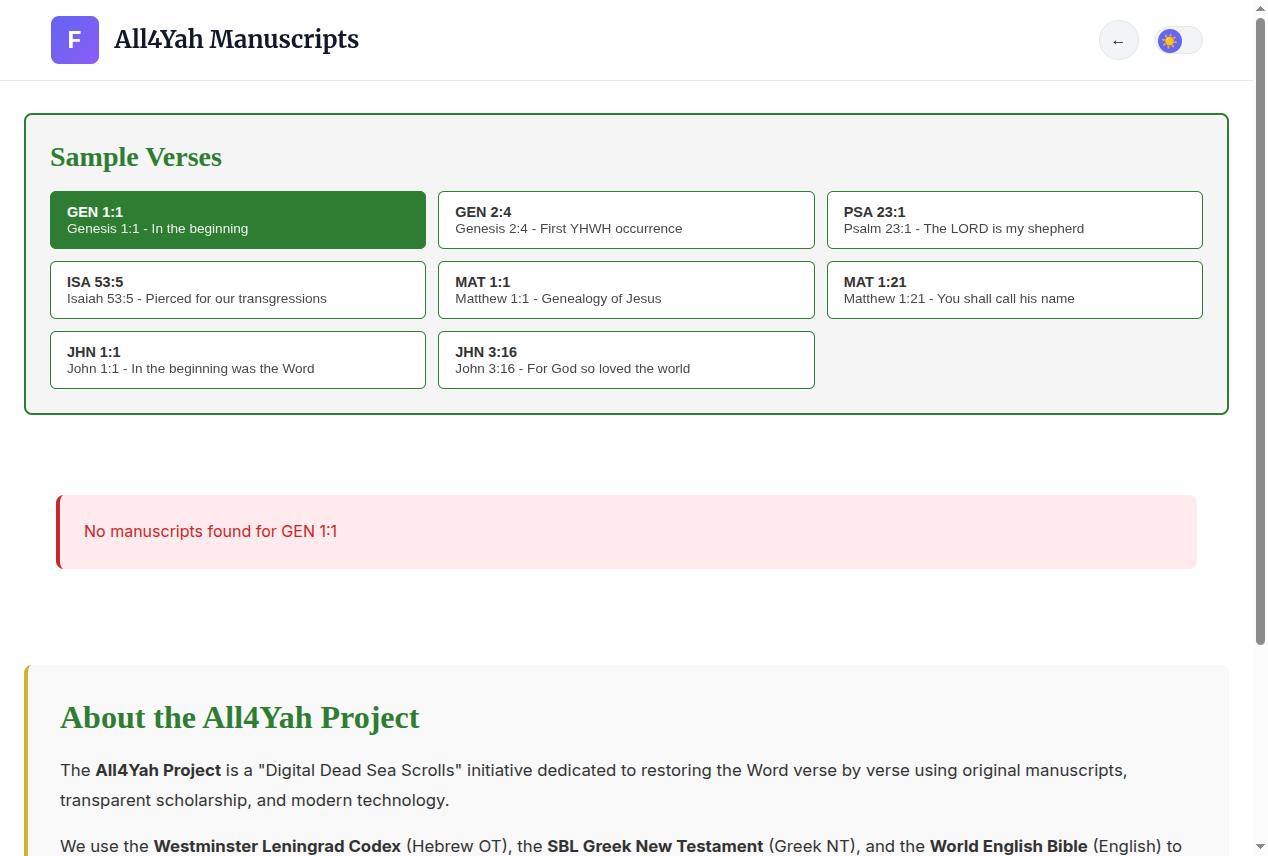 F
All4Yah Manuscripts
←
Sample Verses
GEN 1:1
Genesis 1:1 - In the beginning
GEN 2:4
Genesis 2:4 - First YHWH occurrence
PSA 23:1
Psalm 23:1 - The LORD is my shepherd
ISA 53:5
Isaiah 53:5 - Pierced for our transgressions
MAT 1:1
Matthew 1:1 - Genealogy of Jesus
MAT 1:21
Matthew 1:21 - You shall call his name
JHN 1:1
John 1:1 - In the beginning was the Word
JHN 3:16
John 3:16 - For God so loved the world
No manuscripts found for GEN 1:1
About the All4Yah Project
The All4Yah Project is a "Digital Dead Sea Scrolls" initiative dedicated to restoring the Word verse by verse using original manuscripts,
transparent scholarship, and modern technology.
We use the Westminster Leningrad Codex (Hebrew OT), the SBL Greek New Testament (Greek NT), and the World English Bible (English) to